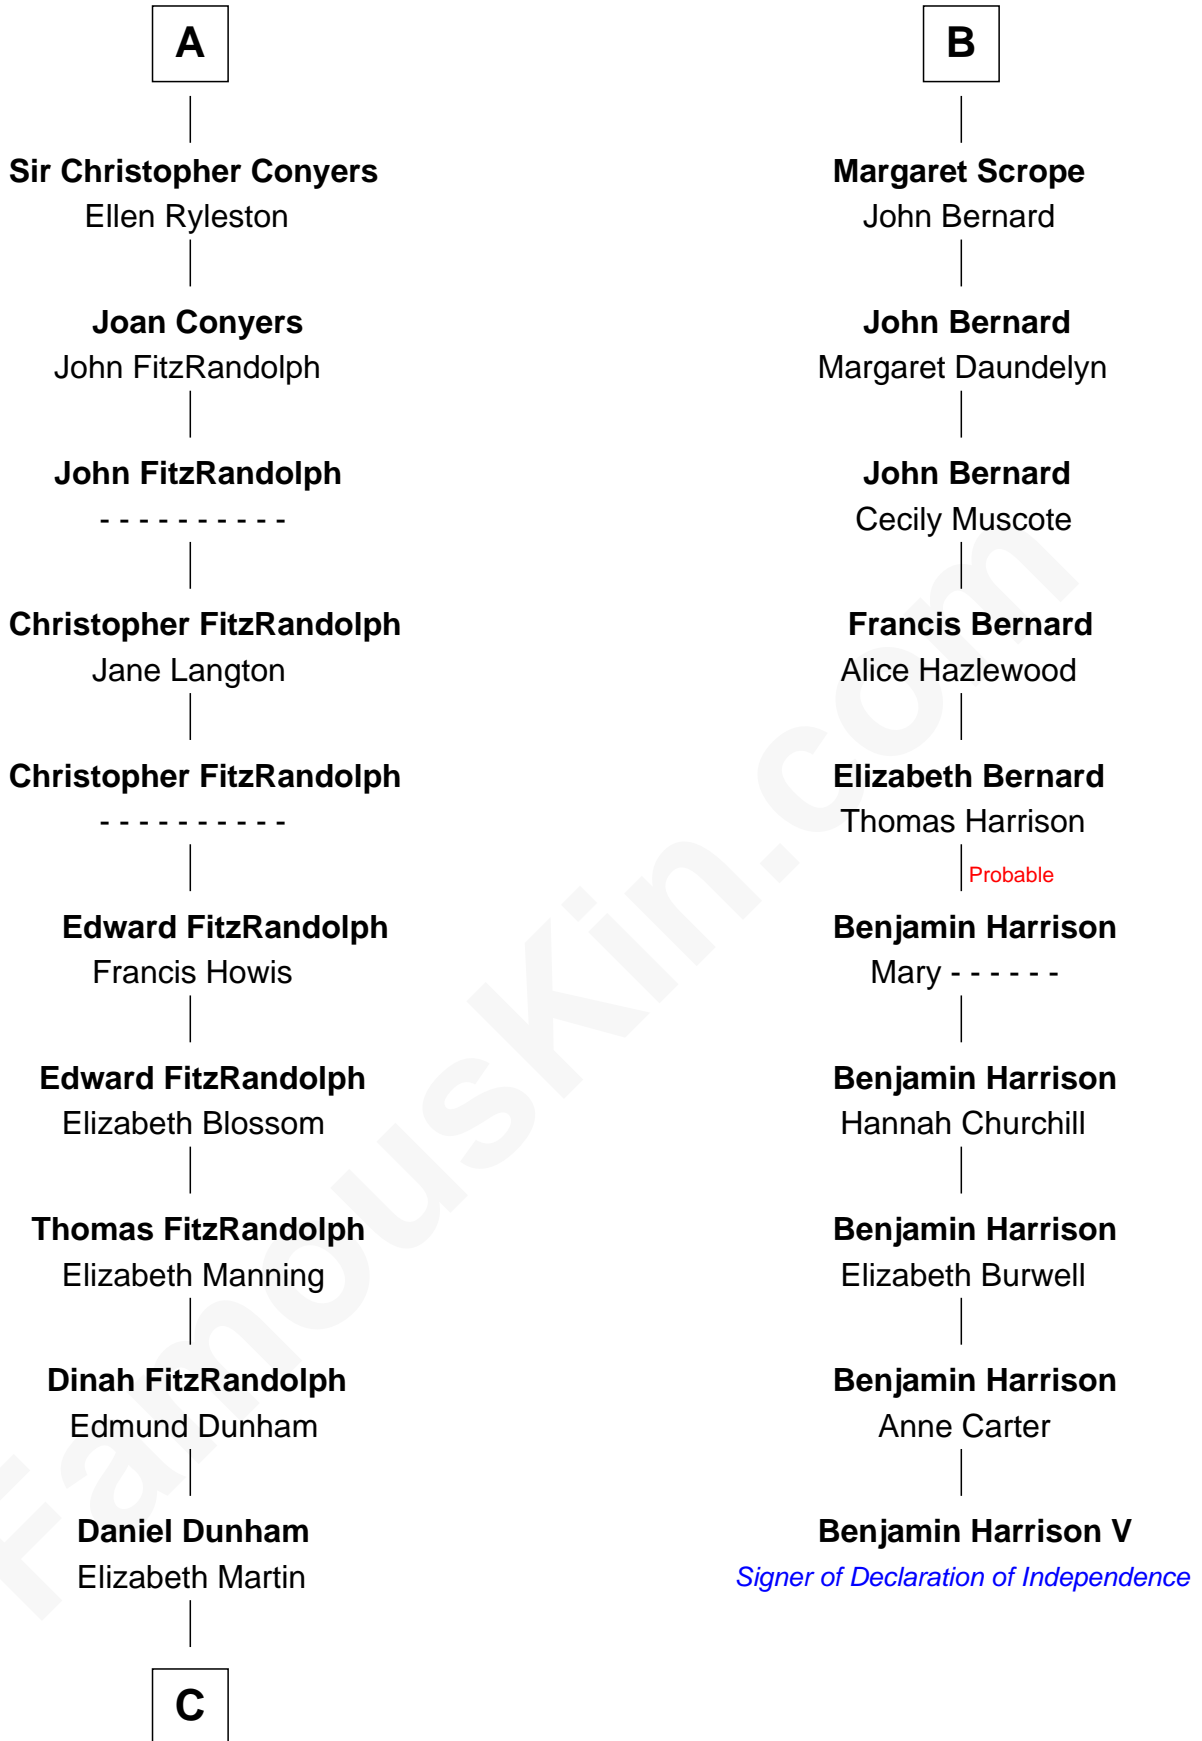 A
Sir Christopher Conyers
Ellen Ryleston
Joan Conyers
John FitzRandolph
John FitzRandolph
- - - - - - - - - -
Christopher FitzRandolph
Jane Langton
Christopher FitzRandolph
- - - - - - - - - -
Edward FitzRandolph
Francis Howis
Edward FitzRandolph
Elizabeth Blossom
Thomas FitzRandolph
Elizabeth Manning
Dinah FitzRandolph
Edmund Dunham
Daniel Dunham
Elizabeth Martin
C
B
Margaret Scrope
John Bernard
John Bernard
Margaret Daundelyn
John Bernard
Cecily Muscote
Francis Bernard
Alice Hazlewood
Elizabeth Bernard
Thomas Harrison
Probable
Benjamin Harrison
Mary - - - - - -
Benjamin Harrison
Hannah Churchill
Benjamin Harrison
Elizabeth Burwell
Benjamin Harrison
Anne Carter
Benjamin Harrison V
Signer of Declaration of Independence
FamousKin.com